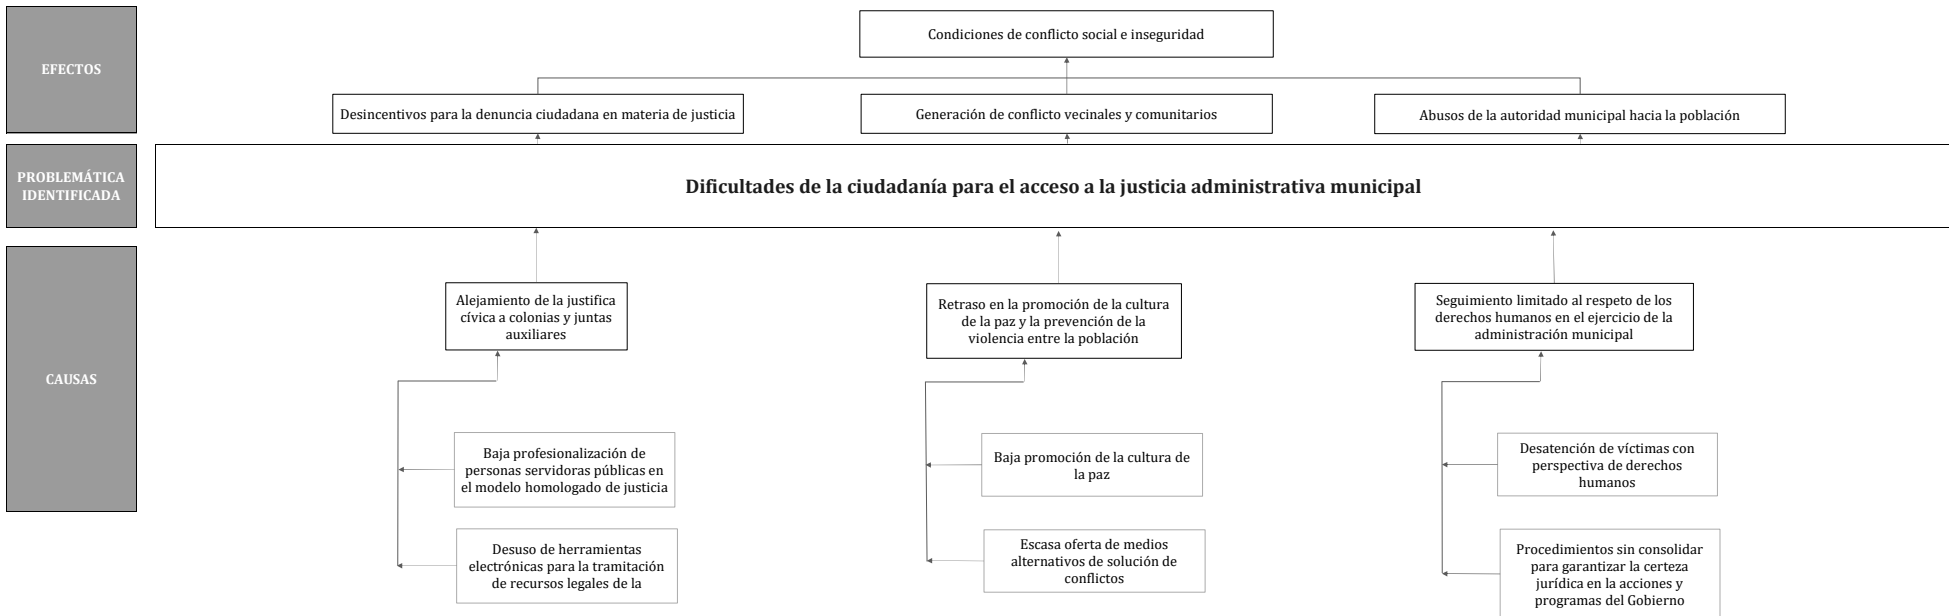 EFECTOS
Condiciones de conflicto social e inseguridad
Desincentivos para la denuncia ciudadana en materia de justicia
Generación de conflicto vecinales y comunitarios
Abusos de la autoridad municipal hacia la población
PROBLEMÁTICA
IDENTIFICADA
Dificultades de la ciudadanía para el acceso a la justicia administrativa municipal
CAUSAS
Alejamiento de la justifica
cívica a colonias y juntas
auxiliares
Retraso en la promoción de la cultura
de la paz y la prevención de la
violencia entre la población
Seguimiento limitado al respeto de los
derechos humanos en el ejercicio de la
administración municipal
Baja profesionalización de
personas servidoras públicas en
el modelo homologado de justicia
Baja promoción de la cultura de
la paz
Desatención de víctimas con
perspectiva de derechos
humanos
Desuso de herramientas
electrónicas para la tramitación
de recursos legales de la
Escasa oferta de medios
alternativos de solución de
conflictos
Procedimientos sin consolidar
para garantizar la certeza
jurídica en la acciones y
programas del Gobierno